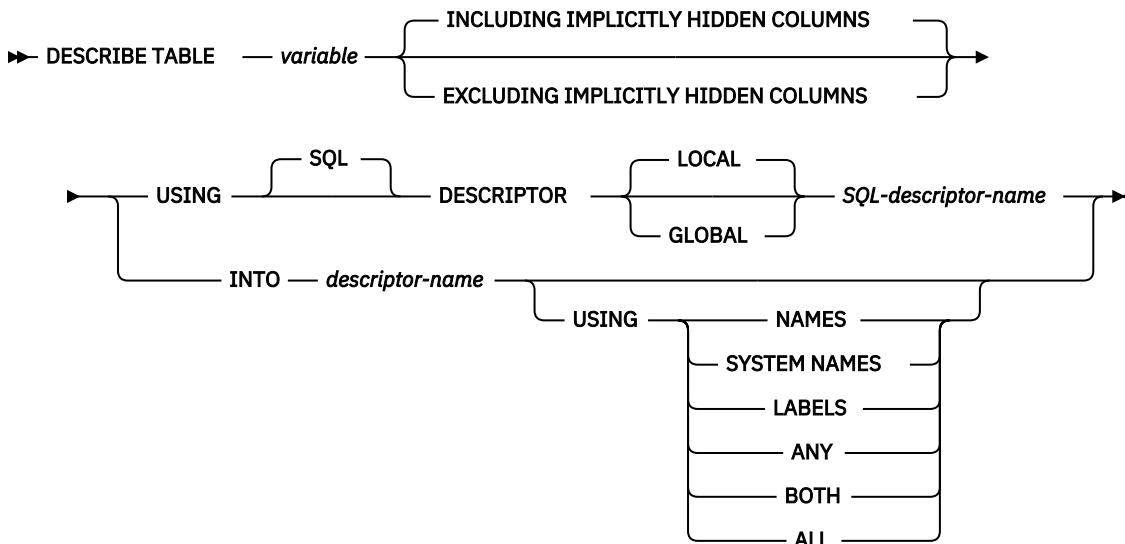 INCLUDING IMPLICITLY HIDDEN COLUMNS
DESCRIBE TABLE variable
EXCLUDING IMPLICITLY HIDDEN COLUMNS
SQL LOCAL
USING DESCRIPTOR SQL-descriptor-name
GLOBAL
INTO descriptor-name
USING NAMES
SYSTEM NAMES
LABELS
ANY
BOTH
ALL